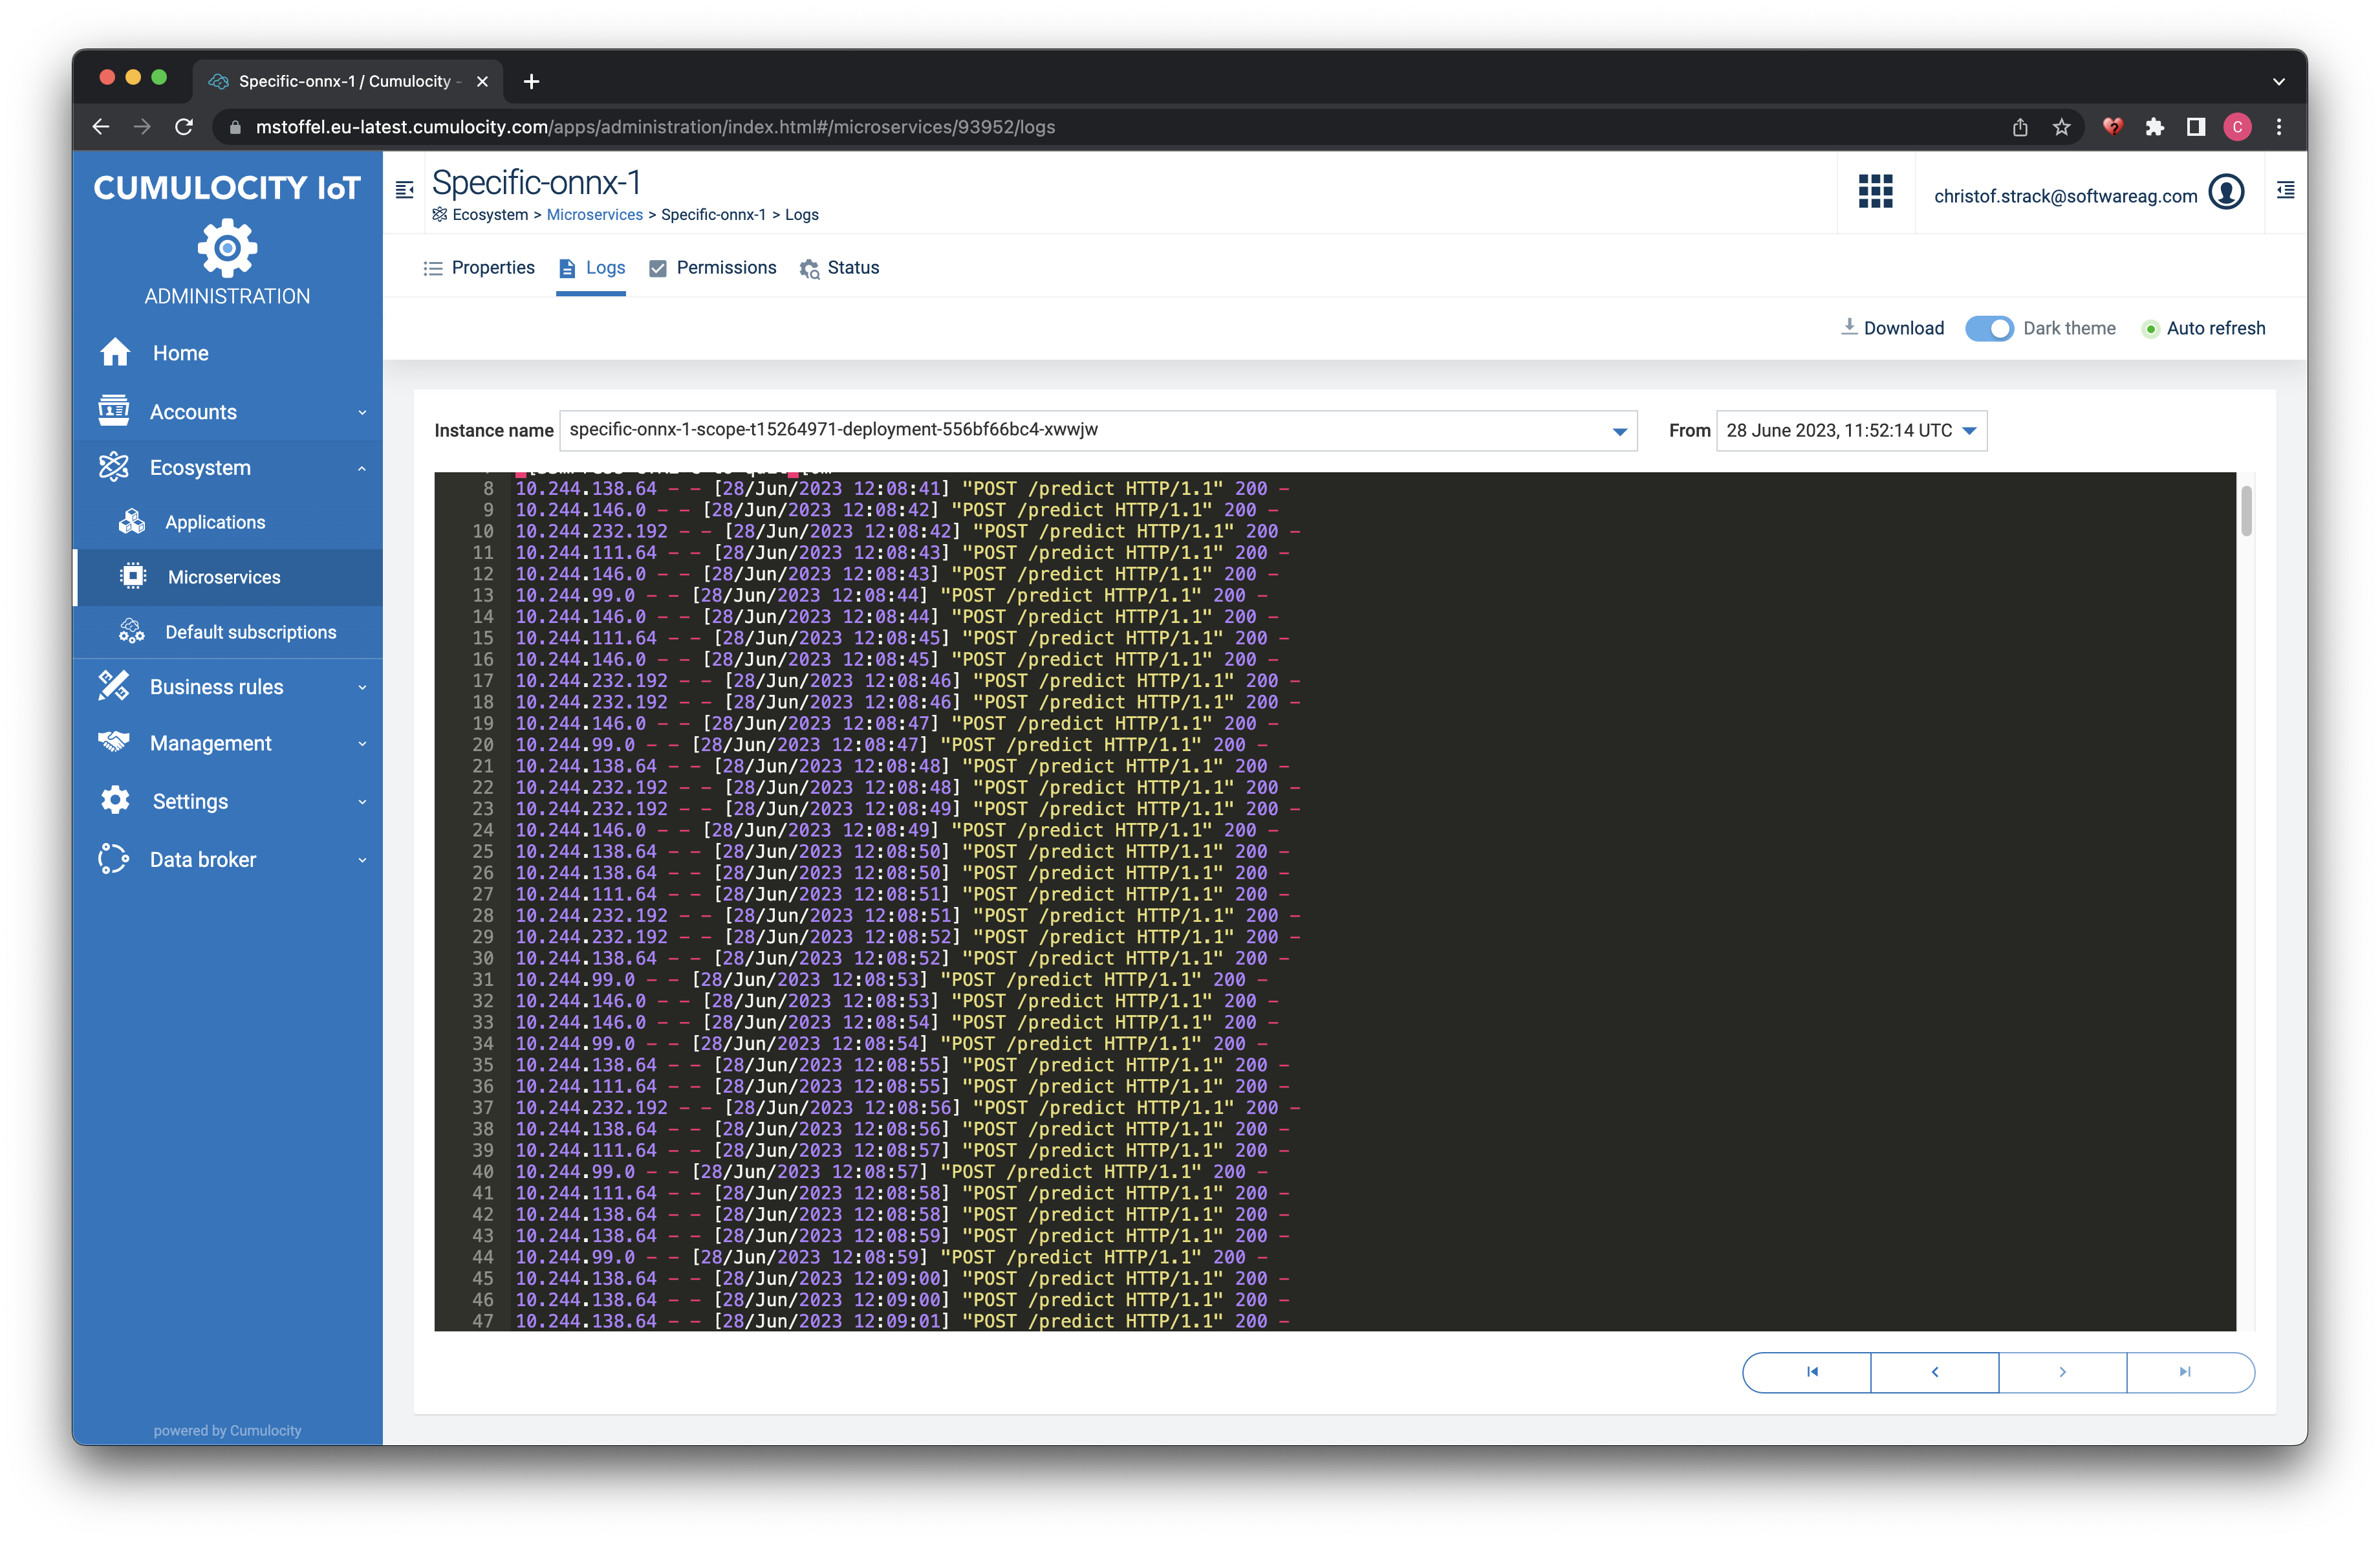 Specific-onnx-1 / Cumulocity -
mstoffel.eu-latest.cumulocity.com/apps/administration/index.html#/microservices/93952/logs
C
CUMULOCITY IoT
ADMINISTRATION
Home
Accounts
Ecosystem
Applications
Microservices
Default subscriptions
Business rules
Management
Settings
Data broker
powered by Cumulocity
Specific-onnx-1
Ecosystem > Microservices > Specific-onnx-1 > Logs
christof.strack@softwareag.com
Properties Logs Permissions Status
Download Dark theme Auto refresh
Instance name specific-onnx-1-scope-t15264971-deployment-556bf66bc4-xwwjw From 28 June 2023, 11:52:14 UTC
8 10.244.138.64 - - [28/Jun/2023 12:08:41] "POST /predict HTTP/1.1" 200 -
9 10.244.146.0 - - [28/Jun/2023 12:08:42] "POST /predict HTTP/1.1" 200 -
10 10.244.232.192 - - [28/Jun/2023 12:08:42] "POST /predict HTTP/1.1" 200 -
11 10.244.111.64 - - [28/Jun/2023 12:08:43] "POST /predict HTTP/1.1" 200 -
12 10.244.146.0 - - [28/Jun/2023 12:08:43] "POST /predict HTTP/1.1" 200 -
13 10.244.99.0 - - [28/Jun/2023 12:08:44] "POST /predict HTTP/1.1" 200 -
14 10.244.146.0 - - [28/Jun/2023 12:08:44] "POST /predict HTTP/1.1" 200 -
15 10.244.111.64 - - [28/Jun/2023 12:08:45] "POST /predict HTTP/1.1" 200 -
16 10.244.146.0 - - [28/Jun/2023 12:08:45] "POST /predict HTTP/1.1" 200 -
17 10.244.232.192 - - [28/Jun/2023 12:08:46] "POST /predict HTTP/1.1" 200 -
18 10.244.232.192 - - [28/Jun/2023 12:08:46] "POST /predict HTTP/1.1" 200 -
19 10.244.146.0 - - [28/Jun/2023 12:08:47] "POST /predict HTTP/1.1" 200 -
20 10.244.99.0 - - [28/Jun/2023 12:08:47] "POST /predict HTTP/1.1" 200 -
21 10.244.138.64 - - [28/Jun/2023 12:08:48] "POST /predict HTTP/1.1" 200 -
22 10.244.232.192 - - [28/Jun/2023 12:08:48] "POST /predict HTTP/1.1" 200 -
23 10.244.232.192 - - [28/Jun/2023 12:08:49] "POST /predict HTTP/1.1" 200 -
24 10.244.146.0 - - [28/Jun/2023 12:08:49] "POST /predict HTTP/1.1" 200 -
25 10.244.138.64 - - [28/Jun/2023 12:08:50] "POST /predict HTTP/1.1" 200 -
26 10.244.138.64 - - [28/Jun/2023 12:08:50] "POST /predict HTTP/1.1" 200 -
27 10.244.111.64 - - [28/Jun/2023 12:08:51] "POST /predict HTTP/1.1" 200 -
28 10.244.232.192 - - [28/Jun/2023 12:08:51] "POST /predict HTTP/1.1" 200 -
29 10.244.232.192 - - [28/Jun/2023 12:08:52] "POST /predict HTTP/1.1" 200 -
30 10.244.138.64 - - [28/Jun/2023 12:08:52] "POST /predict HTTP/1.1" 200 -
31 10.244.99.0 - - [28/Jun/2023 12:08:53] "POST /predict HTTP/1.1" 200 -
32 10.244.146.0 - - [28/Jun/2023 12:08:53] "POST /predict HTTP/1.1" 200 -
33 10.244.146.0 - - [28/Jun/2023 12:08:54] "POST /predict HTTP/1.1" 200 -
34 10.244.99.0 - - [28/Jun/2023 12:08:54] "POST /predict HTTP/1.1" 200 -
35 10.244.138.64 - - [28/Jun/2023 12:08:55] "POST /predict HTTP/1.1" 200 -
36 10.244.111.64 - - [28/Jun/2023 12:08:55] "POST /predict HTTP/1.1" 200 -
37 10.244.232.192 - - [28/Jun/2023 12:08:56] "POST /predict HTTP/1.1" 200 -
38 10.244.138.64 - - [28/Jun/2023 12:08:56] "POST /predict HTTP/1.1" 200 -
39 10.244.111.64 - - [28/Jun/2023 12:08:57] "POST /predict HTTP/1.1" 200 -
40 10.244.99.0 - - [28/Jun/2023 12:08:57] "POST /predict HTTP/1.1" 200 -
41 10.244.111.64 - - [28/Jun/2023 12:08:58] "POST /predict HTTP/1.1" 200 -
42 10.244.138.64 - - [28/Jun/2023 12:08:58] "POST /predict HTTP/1.1" 200 -
43 10.244.138.64 - - [28/Jun/2023 12:08:59] "POST /predict HTTP/1.1" 200 -
44 10.244.99.0 - - [28/Jun/2023 12:08:59] "POST /predict HTTP/1.1" 200 -
45 10.244.138.64 - - [28/Jun/2023 12:09:00] "POST /predict HTTP/1.1" 200 -
46 10.244.138.64 - - [28/Jun/2023 12:09:00] "POST /predict HTTP/1.1" 200 -
47 10.244.138.64 - - [28/Jun/2023 12:09:01] "POST /predict HTTP/1.1" 200 -